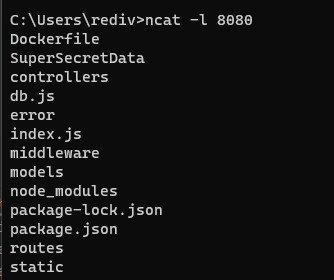 C:\Users\rediv>ncat -l 8080
Dockerfile
SuperSecretData
controllers
db.js
error
index.js
middleware
models
node_modules
package-lock.json
package.json
routes
static